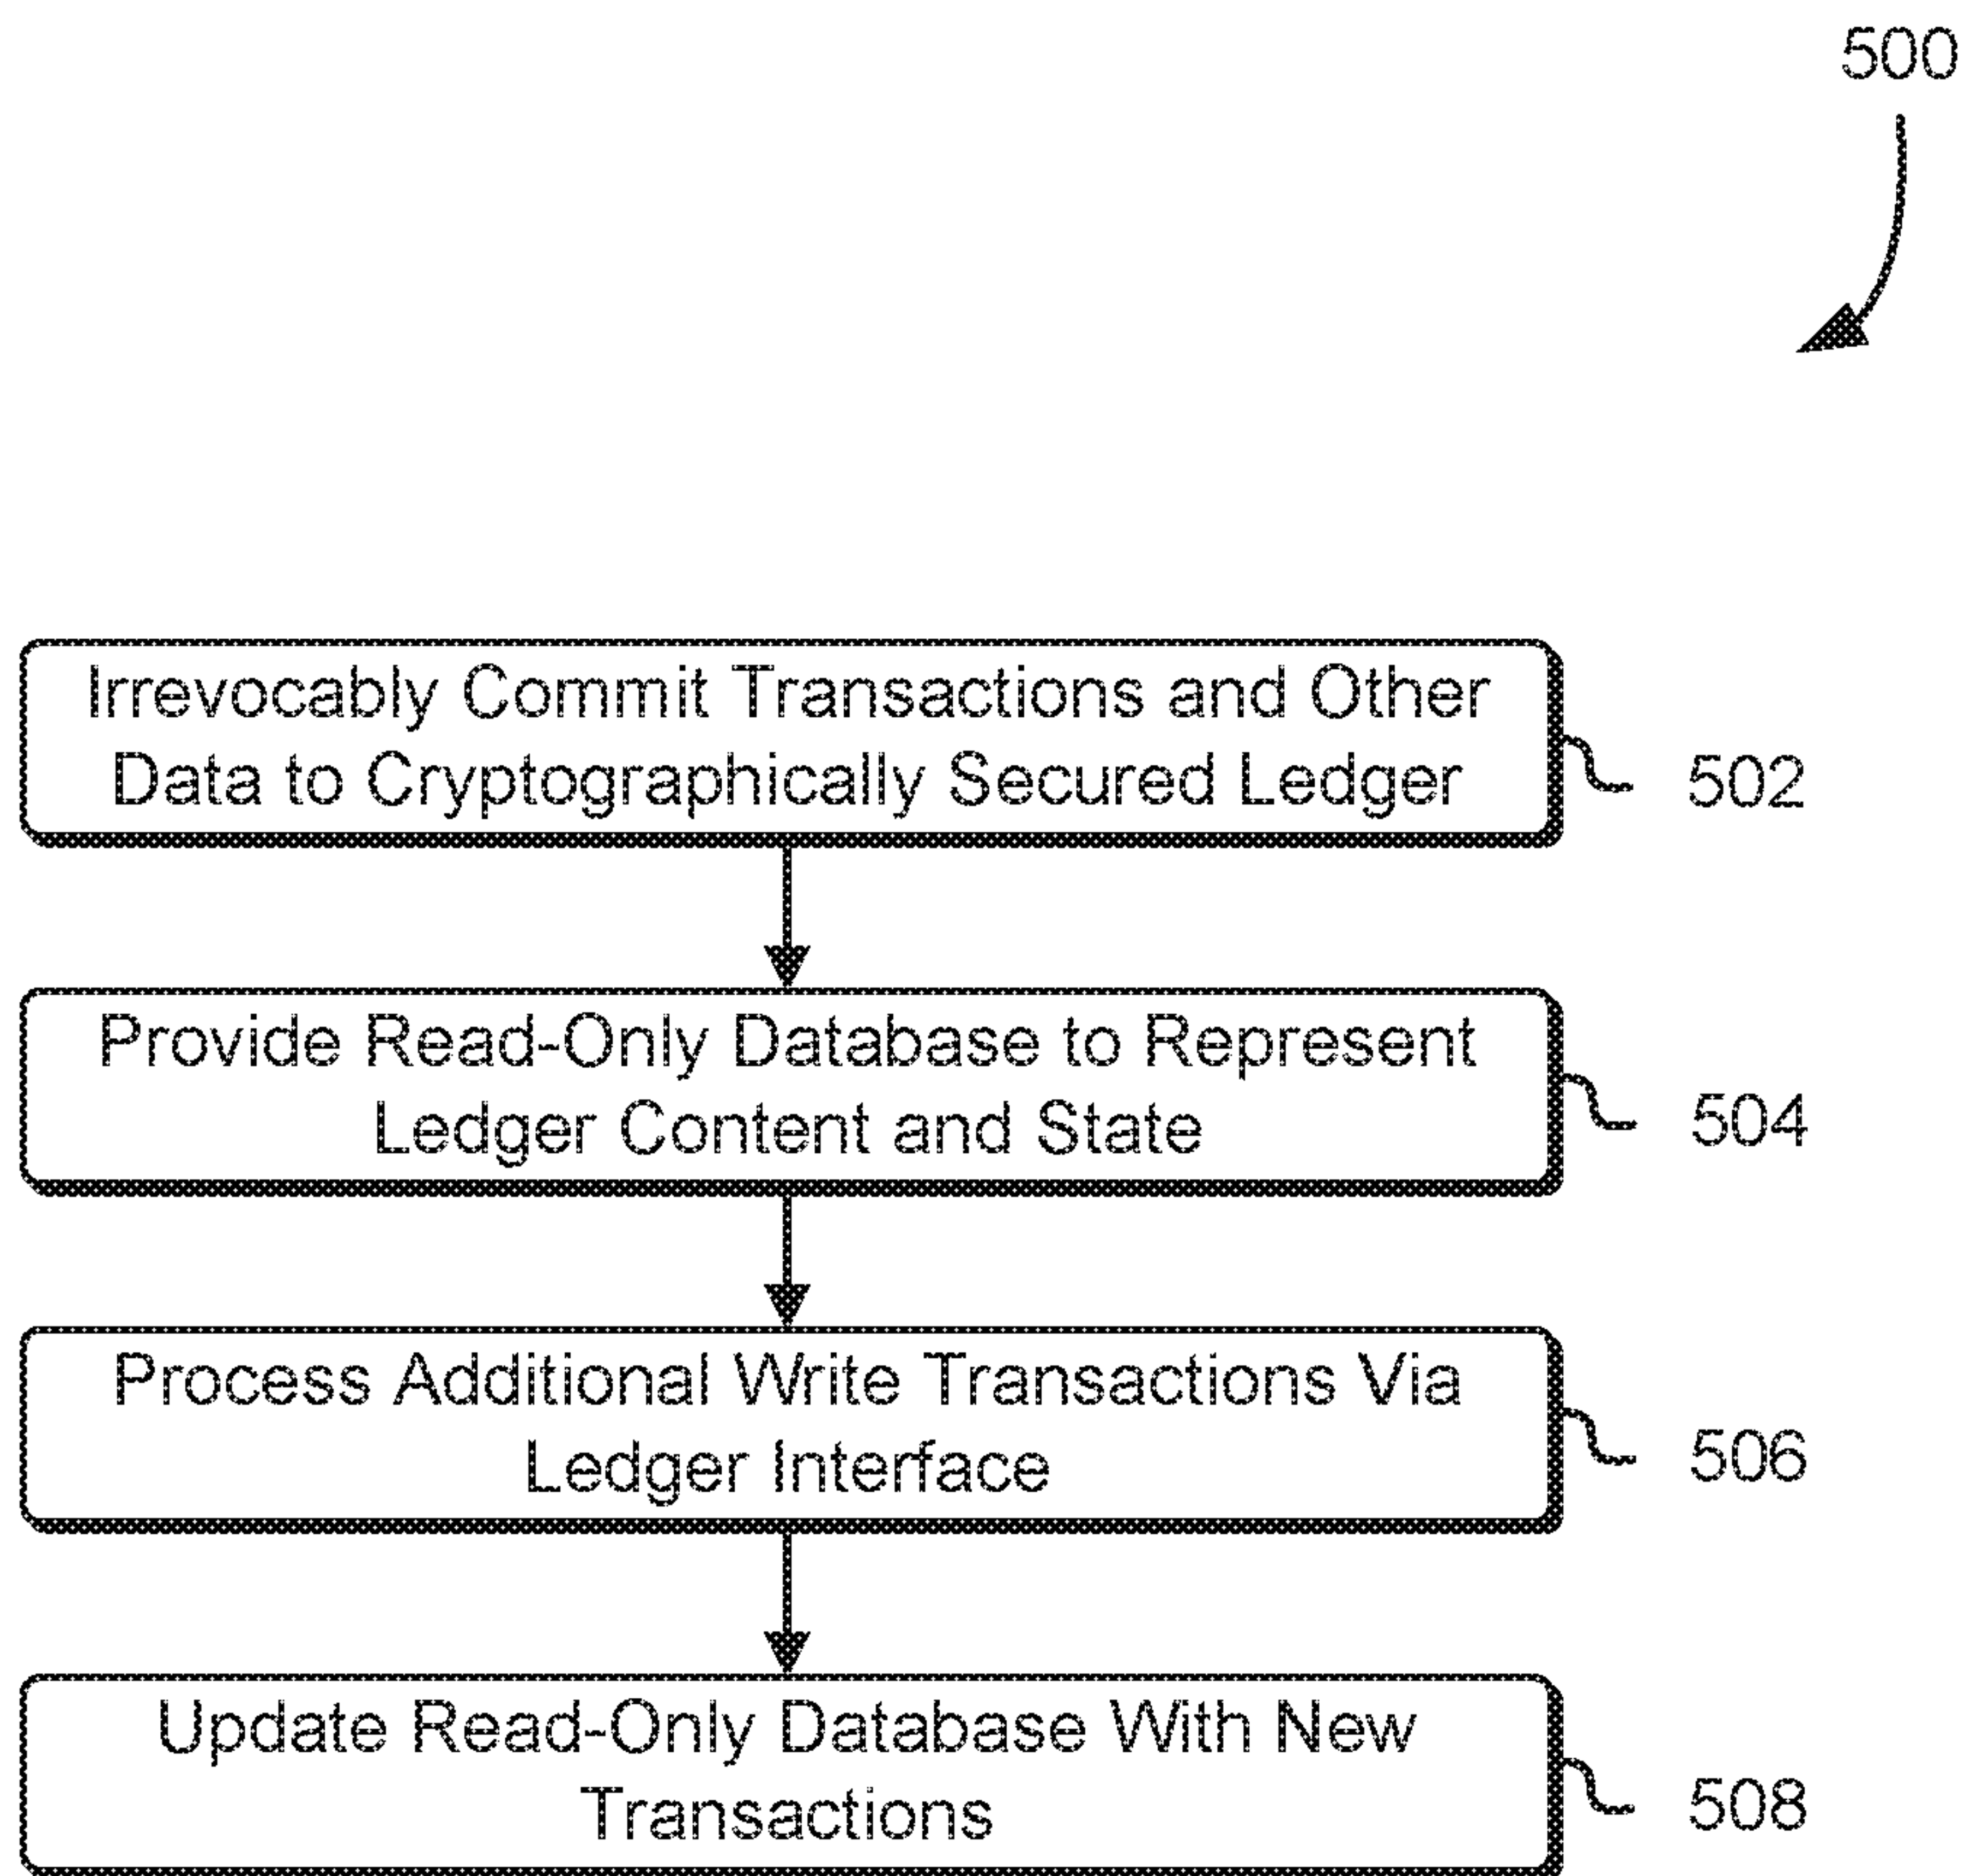 500
Irrevocably Commit Transactions and Other
Data to Cryptographically Secured Ledger
502
Provide Read-Only Database to Represent
Ledger Content and State
504
Process Additional Write Transactions Via
Ledger Interface
506
Update Read-Only Database With New
Transactions
508